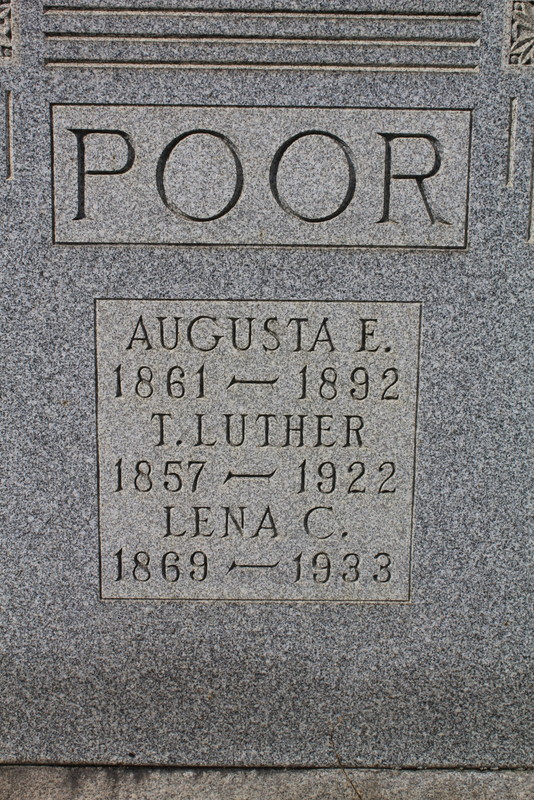 POOR
AUGUSTA E.
1861 — 1892
T. LUTHER
1857 — 1922
LENA C.
1869 — 1933